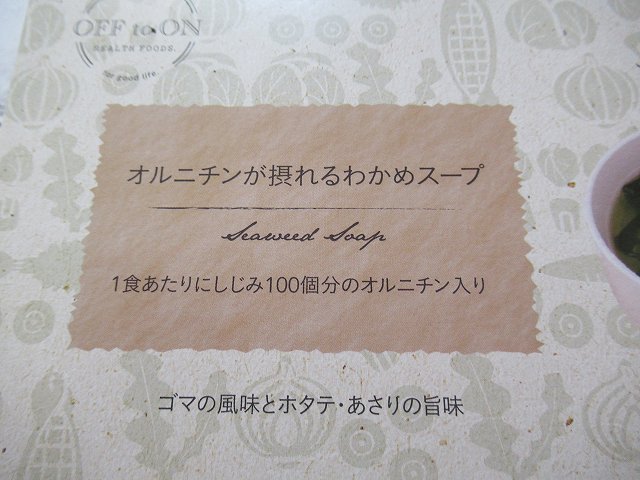 OFF to ON
HEALTH FOODS.
for good life.
オルニチンが摂れるわかめスープ
Seaweed Soap
1食あたりにしじみ100個分のオルニチン入り
ゴマの風味とホタテ・あさりの旨味